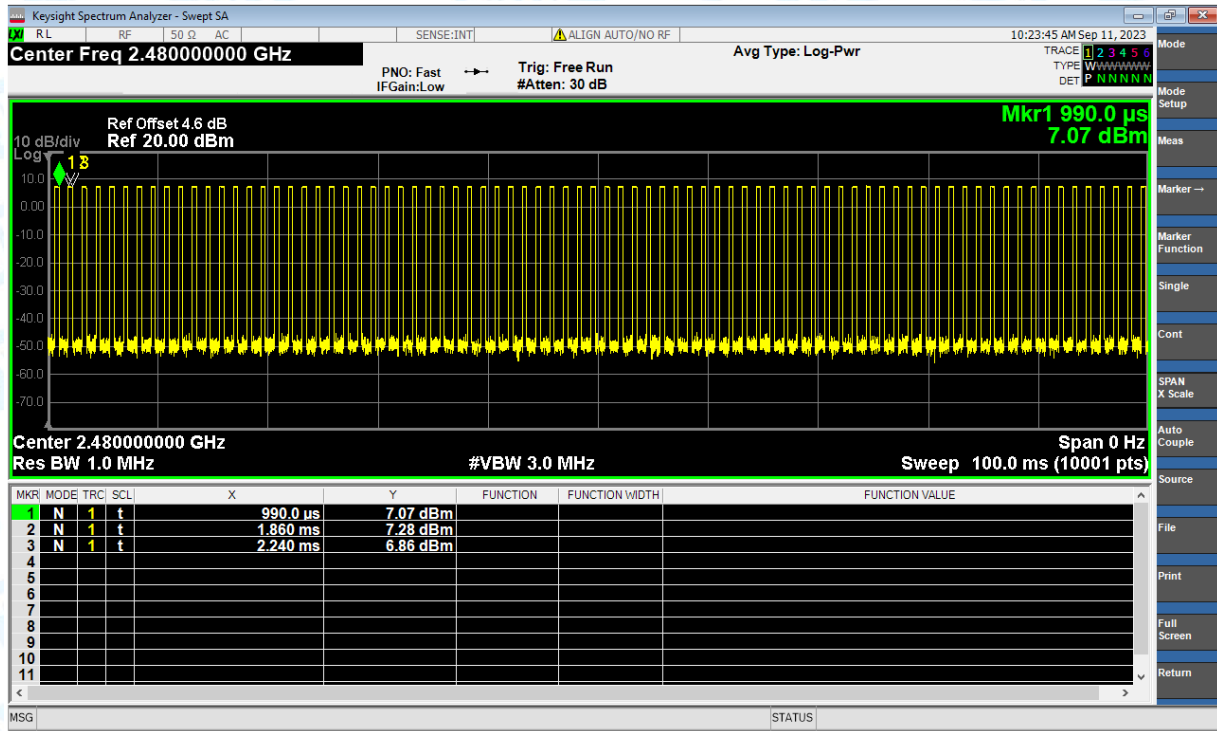 Keysight Spectrum Analyzer - Swept SA
LXI RL RF 50 Ω AC SENSE:INT ALIGN AUTO/NO RF 10:23:45 AM Sep 11, 2023
Center Freq 2.480000000 GHz
PNO: Fast
IFGain:Low
Trig: Free Run
#Atten: 30 dB
Avg Type: Log-Pwr
TRACE 1 2 3 4 5 6
TYPE WWWWWW
DET P N N N N N
Mkr1 990.0 µs
7.07 dBm
Ref Offset 4.6 dB
10 dB/div Ref 20.00 dBm
Log
1 3
10.0
0.00
-10.0
-20.0
-30.0
-40.0
-50.0
-60.0
-70.0
Center 2.480000000 GHz Span 0 Hz
Res BW 1.0 MHz #VBW 3.0 MHz Sweep 100.0 ms (10001 pts)
MKR MODE TRC SCL X Y FUNCTION FUNCTION WIDTH FUNCTION VALUE
1 N 1 t 990.0 µs 7.07 dBm
2 N 1 t 1.860 ms 7.28 dBm
3 N 1 t 2.240 ms 6.86 dBm
4
5
6
7
8
9
10
11
MSG STATUS
Mode
Mode
Setup
Meas
Marker →
Marker
Function
Single
Cont
SPAN
X Scale
Auto
Couple
Source
File
Print
Full
Screen
Return